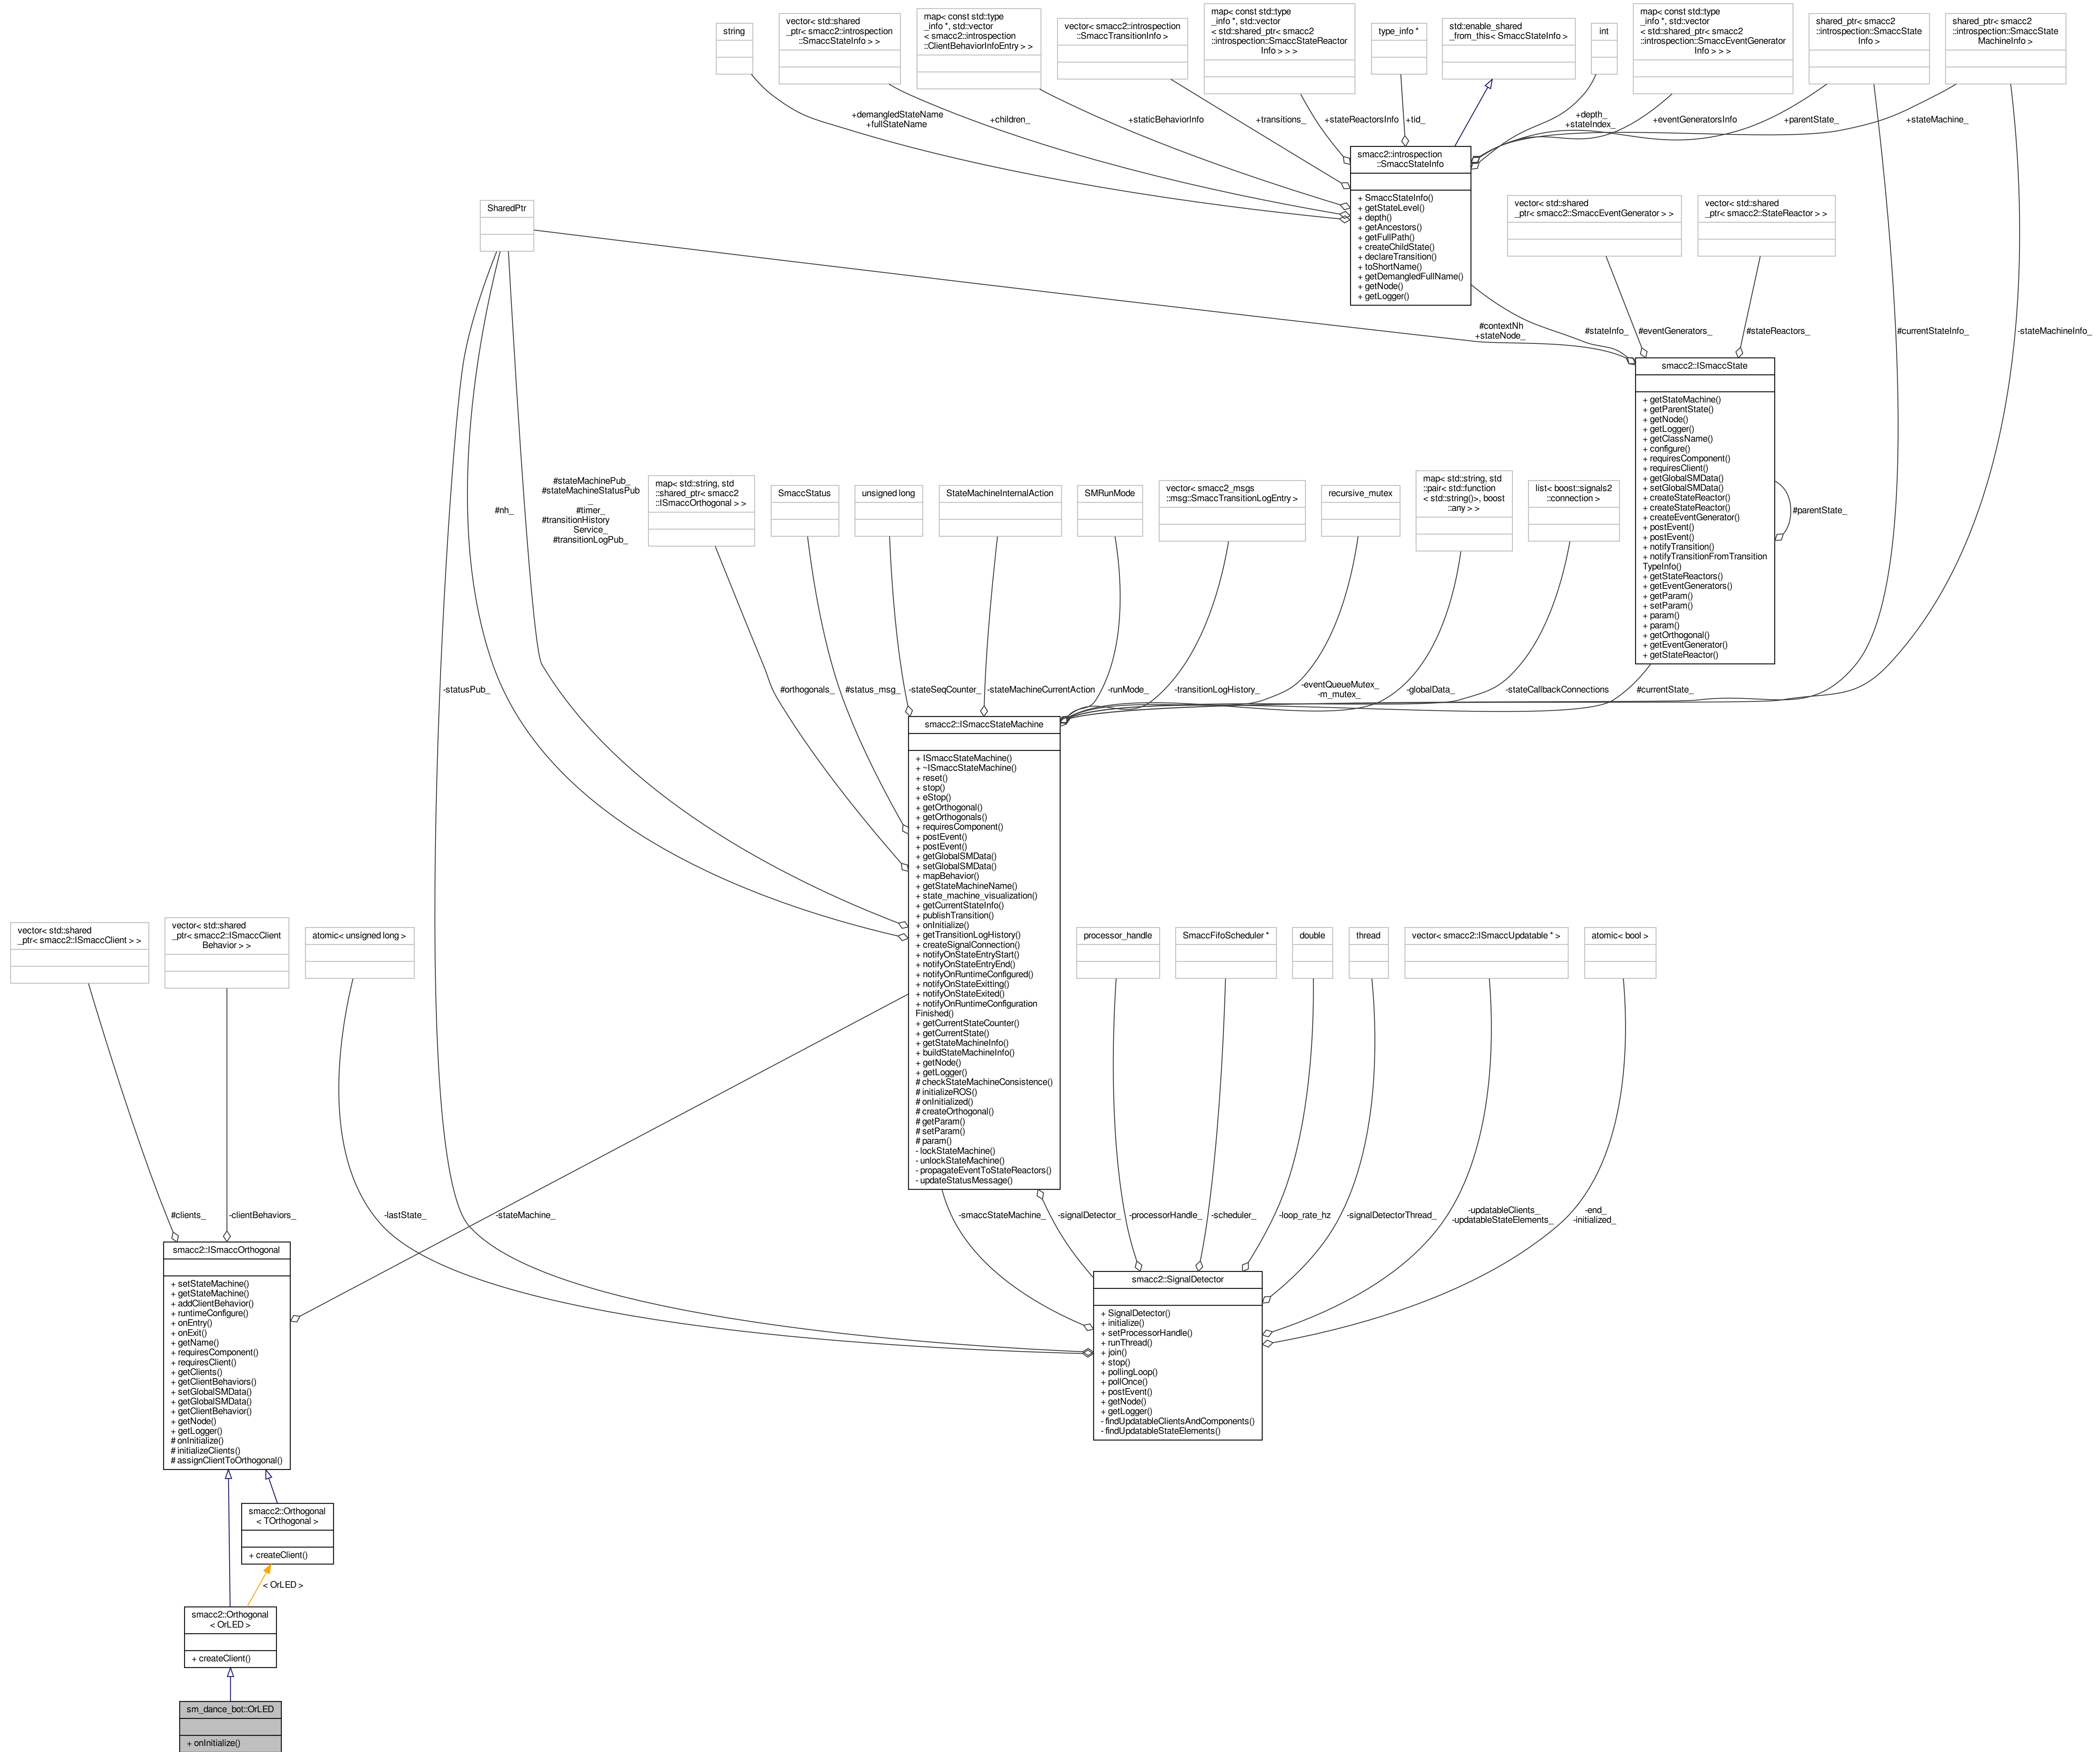 string
vector< std::shared
_ptr< smacc2::introspection
::SmaccStateInfo > >
map< const std::type
_info *, std::vector
< smacc2::introspection
::ClientBehaviorInfoEntry > >
vector< smacc2::introspection
::SmaccTransitionInfo >
map< const std::type
_info *, std::vector
< std::shared_ptr< smacc2
::introspection::SmaccStateReactor
Info > > >
type_info *
std::enable_shared
_from_this< SmaccStateInfo >
int
map< const std::type
_info *, std::vector
< std::shared_ptr< smacc2
::introspection::SmaccEventGenerator
Info > > >
shared_ptr< smacc2
::introspection::SmaccState
Info >
shared_ptr< smacc2
::introspection::SmaccState
MachineInfo >
+demangledStateName
+fullStateName
+children_
+staticBehaviorInfo
+transitions_
+stateReactorsInfo
+tid_
+depth_
+stateIndex_
+eventGeneratorsInfo
+parentState_
+stateMachine_
smacc2::introspection
::SmaccStateInfo
+ SmaccStateInfo()
+ getStateLevel()
+ depth()
+ getAncestors()
+ getFullPath()
+ createChildState()
+ declareTransition()
+ toShortName()
+ getDemangledFullName()
+ getNode()
+ getLogger()
SharedPtr
vector< std::shared
_ptr< smacc2::SmaccEventGenerator > >
vector< std::shared
_ptr< smacc2::StateReactor > >
#contextNh
+stateNode_
#stateInfo_
#eventGenerators_
#stateReactors_
#currentStateInfo_
-stateMachineInfo_
smacc2::ISmaccState
+ getStateMachine()
+ getParentState()
+ getNode()
+ getLogger()
+ getClassName()
+ configure()
+ requiresComponent()
+ requiresClient()
+ getGlobalSMData()
+ setGlobalSMData()
+ createStateReactor()
+ createStateReactor()
+ createEventGenerator()
+ postEvent()
+ postEvent()
+ notifyTransition()
+ notifyTransitionFromTransition
TypeInfo()
+ getStateReactors()
+ getEventGenerators()
+ getParam()
+ setParam()
+ param()
+ param()
+ getOrthogonal()
+ getEventGenerator()
+ getStateReactor()
#parentState_
#nh_
#stateMachinePub_
#stateMachineStatusPub
_
#timer_
#transitionHistory
Service_
#transitionLogPub_
map< std::string, std
::shared_ptr< smacc2
::ISmaccOrthogonal > >
SmaccStatus
unsigned long
StateMachineInternalAction
SMRunMode
vector< smacc2_msgs
::msg::SmaccTransitionLogEntry >
recursive_mutex
map< std::string, std
::pair< std::function
< std::string()>, boost
::any > >
list< boost::signals2
::connection >
-statusPub_
#orthogonals_
#status_msg_
-stateSeqCounter_
-stateMachineCurrentAction
-runMode_
-transitionLogHistory_
-eventQueueMutex_
-m_mutex_
-globalData_
-stateCallbackConnections
#currentState_
smacc2::ISmaccStateMachine
+ ISmaccStateMachine()
+ ~ISmaccStateMachine()
+ reset()
+ stop()
+ eStop()
+ getOrthogonal()
+ getOrthogonals()
+ requiresComponent()
+ postEvent()
+ postEvent()
+ getGlobalSMData()
+ setGlobalSMData()
+ mapBehavior()
+ getStateMachineName()
+ state_machine_visualization()
+ getCurrentStateInfo()
+ publishTransition()
+ onInitialize()
+ getTransitionLogHistory()
+ createSignalConnection()
+ notifyOnStateEntryStart()
+ notifyOnStateEntryEnd()
+ notifyOnRuntimeConfigured()
+ notifyOnStateExitting()
+ notifyOnStateExited()
+ notifyOnRuntimeConfiguration
Finished()
+ getCurrentStateCounter()
+ getCurrentState()
+ getStateMachineInfo()
+ buildStateMachineInfo()
+ getNode()
+ getLogger()
# checkStateMachineConsistence()
# initializeROS()
# onInitialized()
# createOrthogonal()
# getParam()
# setParam()
# param()
- lockStateMachine()
- unlockStateMachine()
- propagateEventToStateReactors()
- updateStatusMessage()
vector< std::shared
_ptr< smacc2::ISmaccClient > >
vector< std::shared
_ptr< smacc2::ISmaccClient
Behavior > >
atomic< unsigned long >
processor_handle
SmaccFifoScheduler *
double
thread
vector< smacc2::ISmaccUpdatable * >
atomic< bool >
#clients_
-clientBehaviors_
-lastState_
-stateMachine_
-smaccStateMachine_
-signalDetector_
-processorHandle_
-scheduler_
-loop_rate_hz
-signalDetectorThread_
-updatableClients_
-updatableStateElements_
-end_
-initialized_
smacc2::ISmaccOrthogonal
+ setStateMachine()
+ getStateMachine()
+ addClientBehavior()
+ runtimeConfigure()
+ onEntry()
+ onExit()
+ getName()
+ requiresComponent()
+ requiresClient()
+ getClients()
+ getClientBehaviors()
+ setGlobalSMData()
+ getGlobalSMData()
+ getClientBehavior()
+ getNode()
+ getLogger()
# onInitialize()
# initializeClients()
# assignClientToOrthogonal()
smacc2::SignalDetector
+ SignalDetector()
+ initialize()
+ setProcessorHandle()
+ runThread()
+ join()
+ stop()
+ pollingLoop()
+ pollOnce()
+ postEvent()
+ getNode()
+ getLogger()
- findUpdatableClientsAndComponents()
- findUpdatableStateElements()
smacc2::Orthogonal
< TOrthogonal >
+ createClient()
< OrLED >
smacc2::Orthogonal
< OrLED >
+ createClient()
sm_dance_bot::OrLED
+ onInitialize()